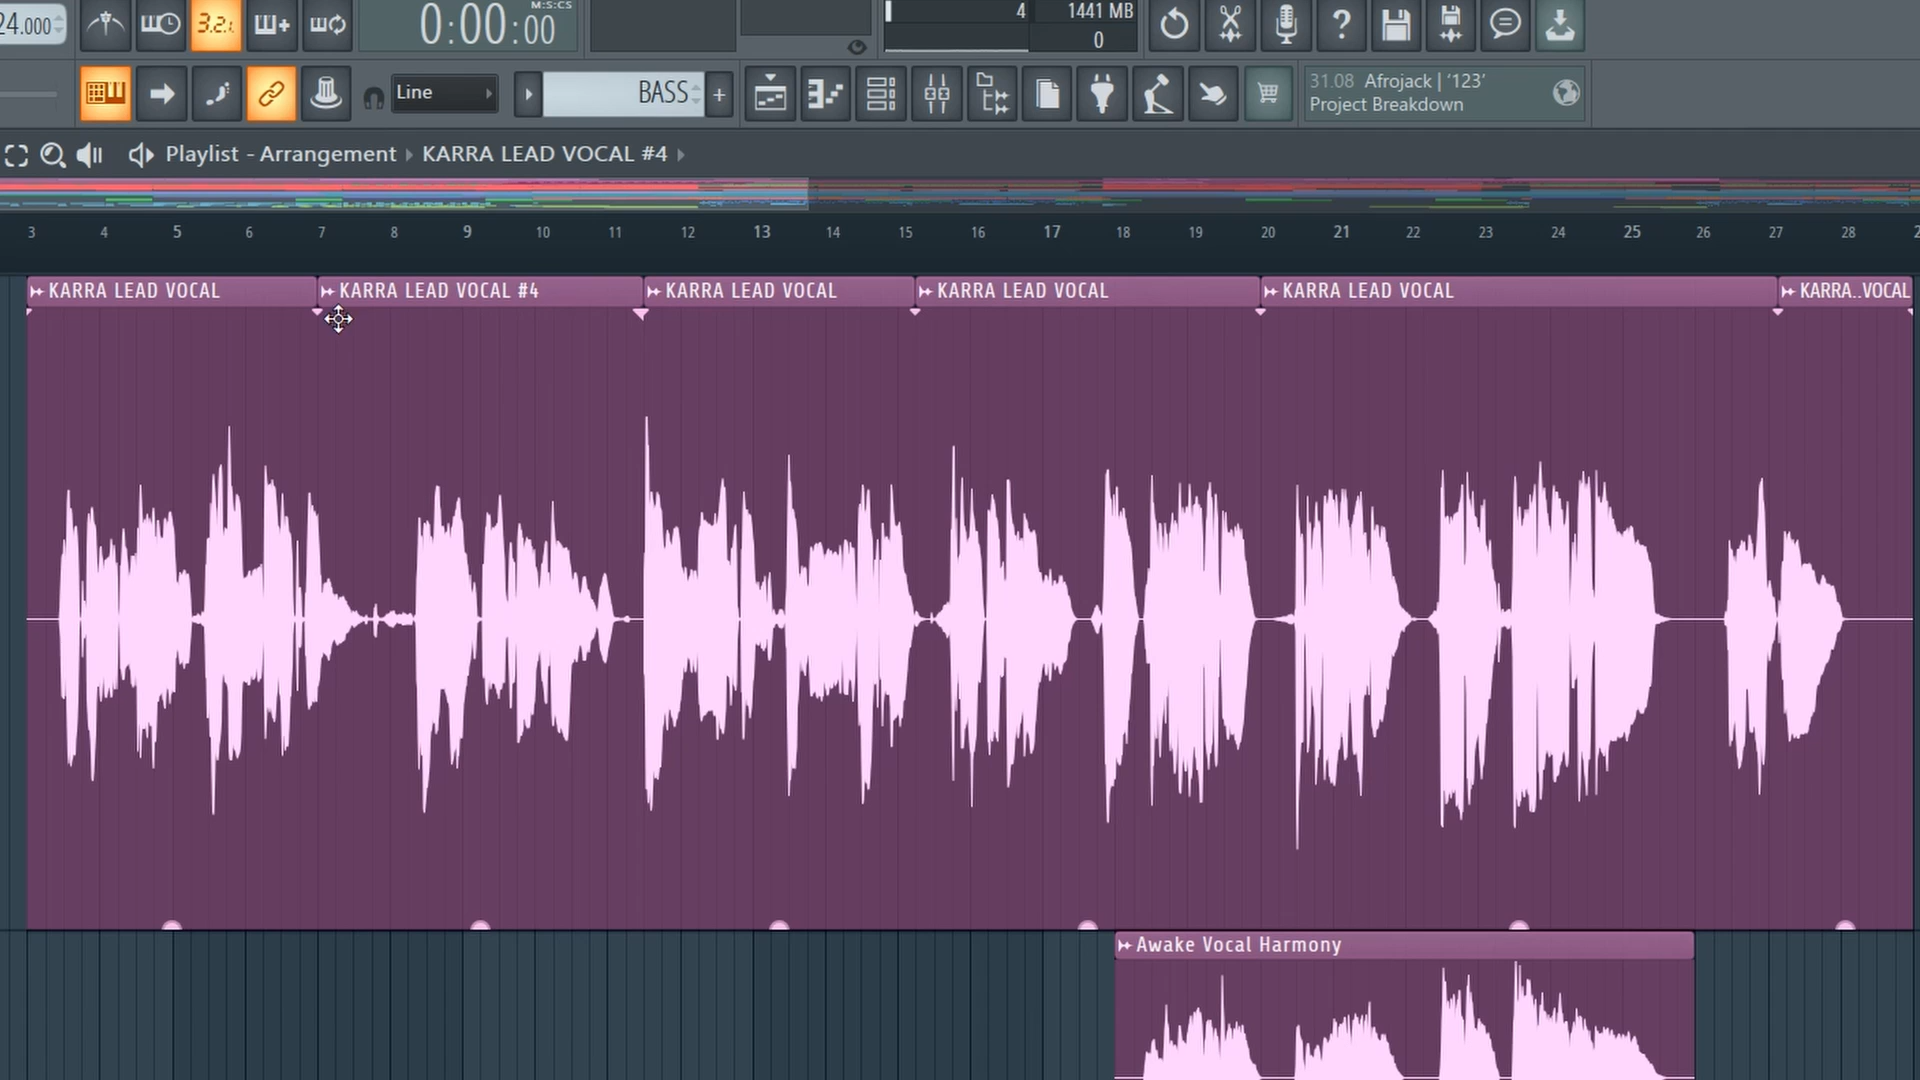 24.000
3.2.1
M:S:CS
0:00:00
4
1441 MB
0
Line
BASS
+
31.08 Afrojack | ‘123’
Project Breakdown
Playlist - Arrangement KARRA LEAD VOCAL #4
3 4 5 6 7 8 9 10 11 12 13 14 15 16 17 18 19 20 21 22 23 24 25 26 27 28
KARRA LEAD VOCAL KARRA LEAD VOCAL #4 KARRA LEAD VOCAL KARRA LEAD VOCAL KARRA LEAD VOCAL KARRA..VOCAL
Awake Vocal Harmony